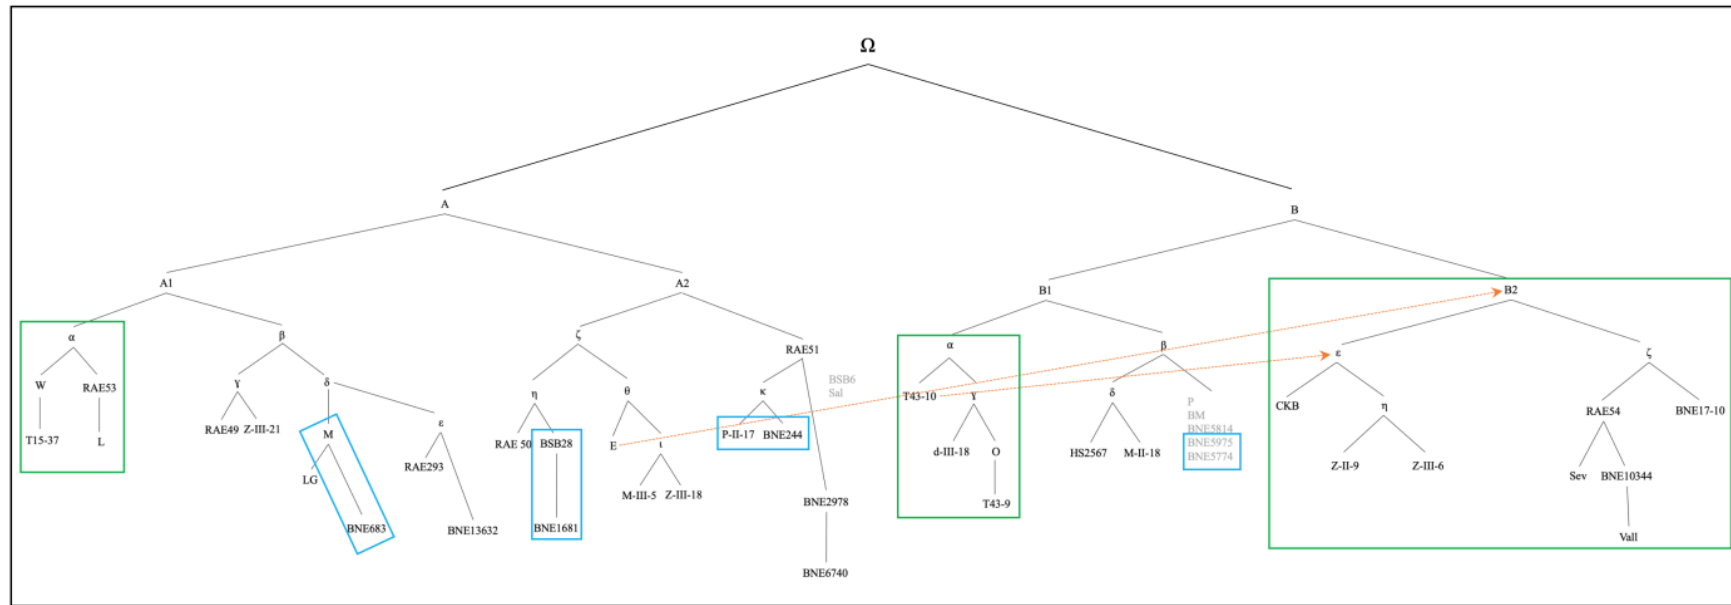 Ω
A
B
A1
A2
B1
B2
α
β
ζ
RAE51
α
β
ε
ζ
W
RAE53
γ
δ
η
θ
κ
BSB6
Sal
T43-10
γ
δ
P
BM
BNE5814
BNE5975
BNE5774
CKB
η
RAE54
BNE17-10
T15-37
L
RAE49
Z-III-21
M
ε
RAE 50
BSB28
E
ι
P-II-17
BNE244
d-III-18
O
HS2567
M-II-18
Z-II-9
Z-III-6
Sev
BNE10344
LG
RAE293
M-III-5
Z-III-18
BNE2978
T43-9
BNE683
BNE13632
BNE1681
Vall
BNE6740